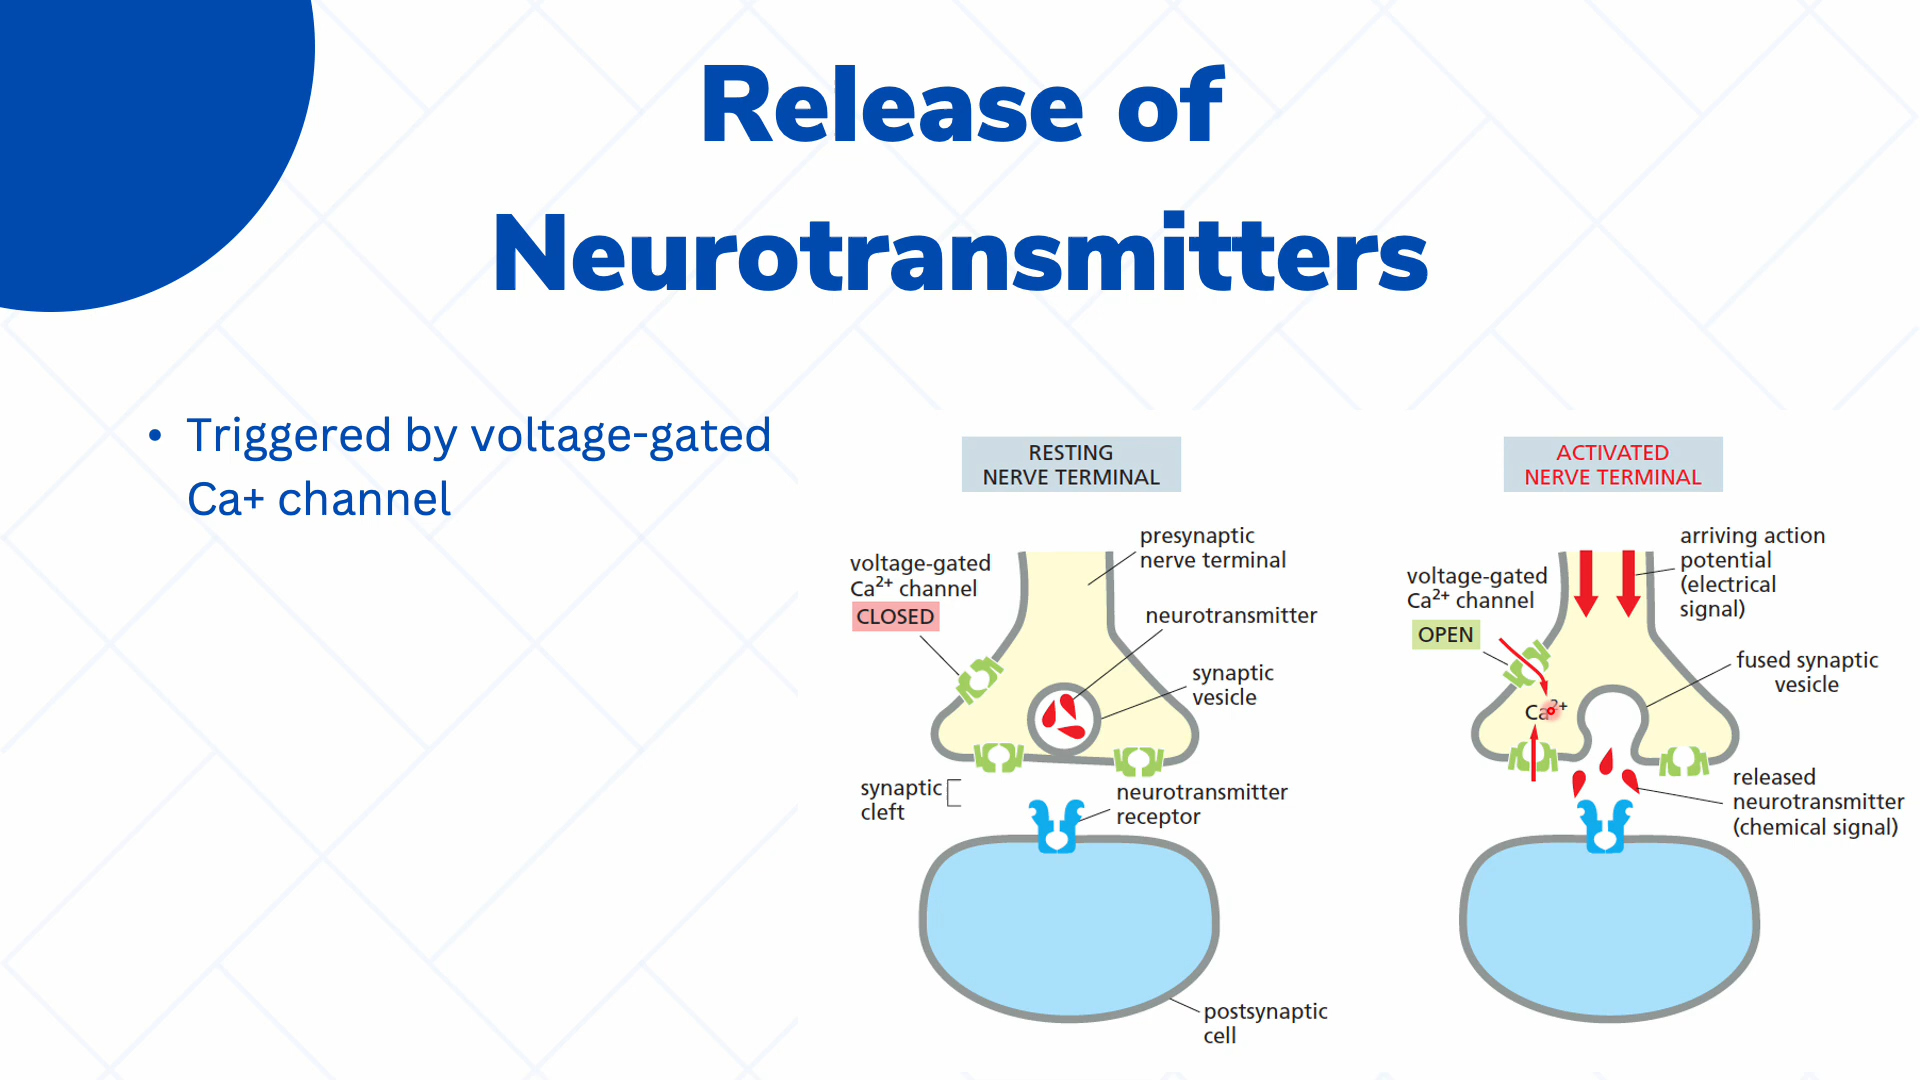 Release of
Neurotransmitters
• Triggered by voltage-gated
Ca+ channel
RESTING
NERVE TERMINAL
presynaptic
nerve terminal
voltage-gated
Ca²⁺ channel
CLOSED
neurotransmitter
synaptic
vesicle
synaptic
cleft
neurotransmitter
receptor
postsynaptic
cell
ACTIVATED
NERVE TERMINAL
arriving action
potential
(electrical
signal)
voltage-gated
Ca²⁺ channel
OPEN
fused synaptic
vesicle
Ca²⁺
released
neurotransmitter
(chemical signal)